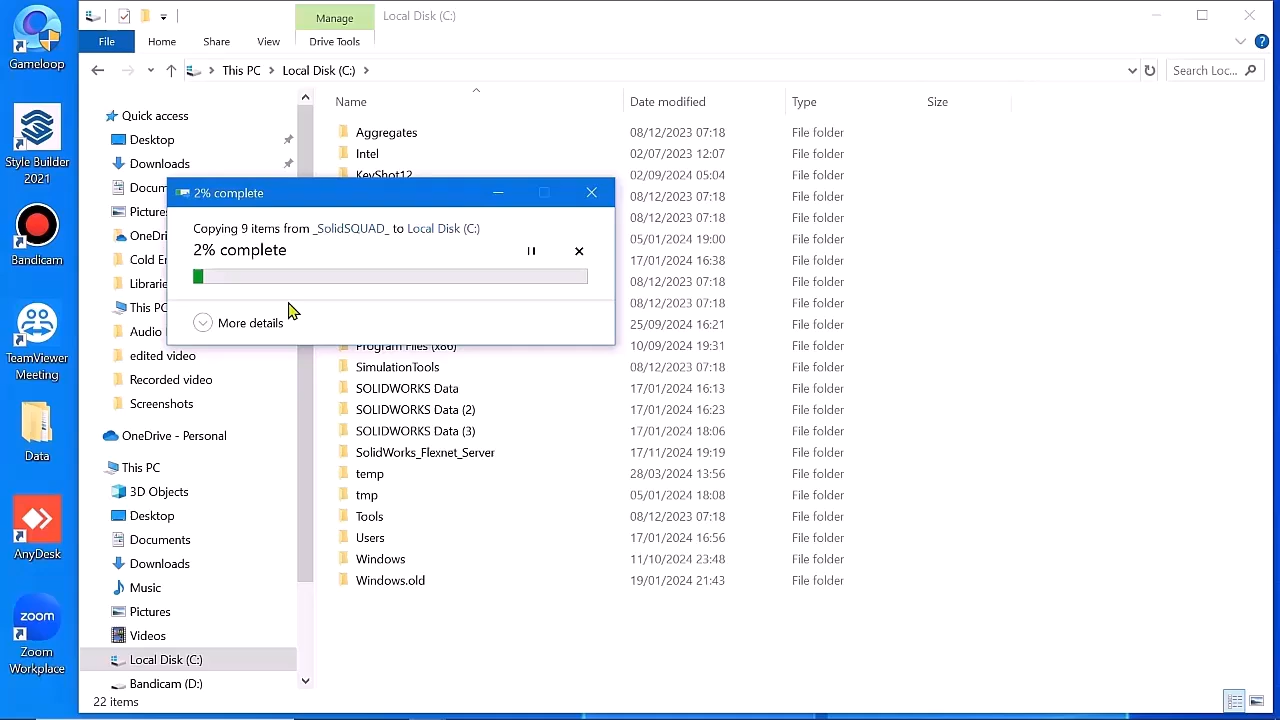 Manage
Local Disk (C:)
File
Home
Share
View
Drive Tools
This PC
Local Disk (C:)
Search Loc...
Gameloop
Style Builder
2021
Bandicam
TeamViewer
Meeting
Data
AnyDesk
zoom
Zoom
Workplace
Quick access
Desktop
Downloads
Docum
Picture
OneDri
Cold Er
Librarie
This PC
Audio
edited video
Recorded video
Screenshots
OneDrive - Personal
This PC
3D Objects
Desktop
Documents
Downloads
Music
Pictures
Videos
Local Disk (C:)
Bandicam (D:)
22 items
Name Date modified Type Size
Aggregates 08/12/2023 07:18 File folder
Intel 02/07/2023 12:07 File folder
KeyShot12 02/09/2024 05:04 File folder
08/12/2023 07:18 File folder
08/12/2023 07:18 File folder
05/01/2024 19:00 File folder
17/01/2024 16:38 File folder
08/12/2023 07:18 File folder
08/12/2023 07:18 File folder
25/09/2024 16:21 File folder
Program Files (x86) 10/09/2024 19:31 File folder
SimulationTools 08/12/2023 07:18 File folder
SOLIDWORKS Data 17/01/2024 16:13 File folder
SOLIDWORKS Data (2) 17/01/2024 16:23 File folder
SOLIDWORKS Data (3) 17/01/2024 18:06 File folder
SolidWorks_Flexnet_Server 17/11/2024 19:19 File folder
temp 28/03/2024 13:56 File folder
tmp 05/01/2024 18:08 File folder
Tools 08/12/2023 07:18 File folder
Users 17/01/2024 16:56 File folder
Windows 11/10/2024 23:48 File folder
Windows.old 19/01/2024 21:43 File folder
2% complete
Copying 9 items from _SolidSQUAD_ to Local Disk (C:)
2% complete
More details